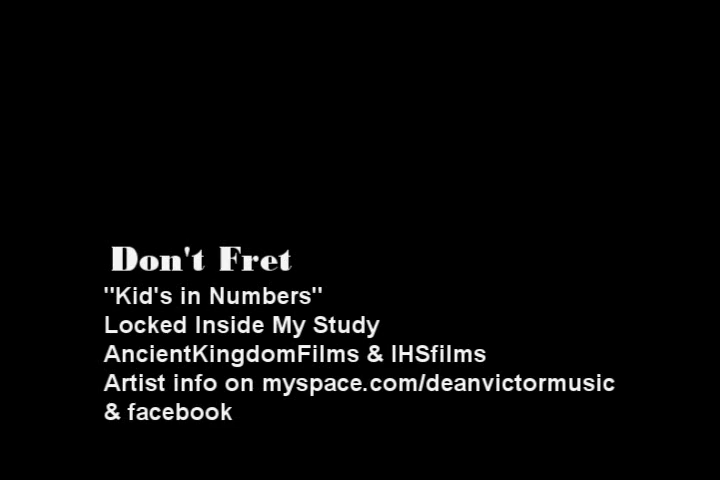 Don't Fret
"Kid's in Numbers"
Locked Inside My Study
AncientKingdomFilms & IHSfilms
Artist info on myspace.com/deanvictormusic
& facebook